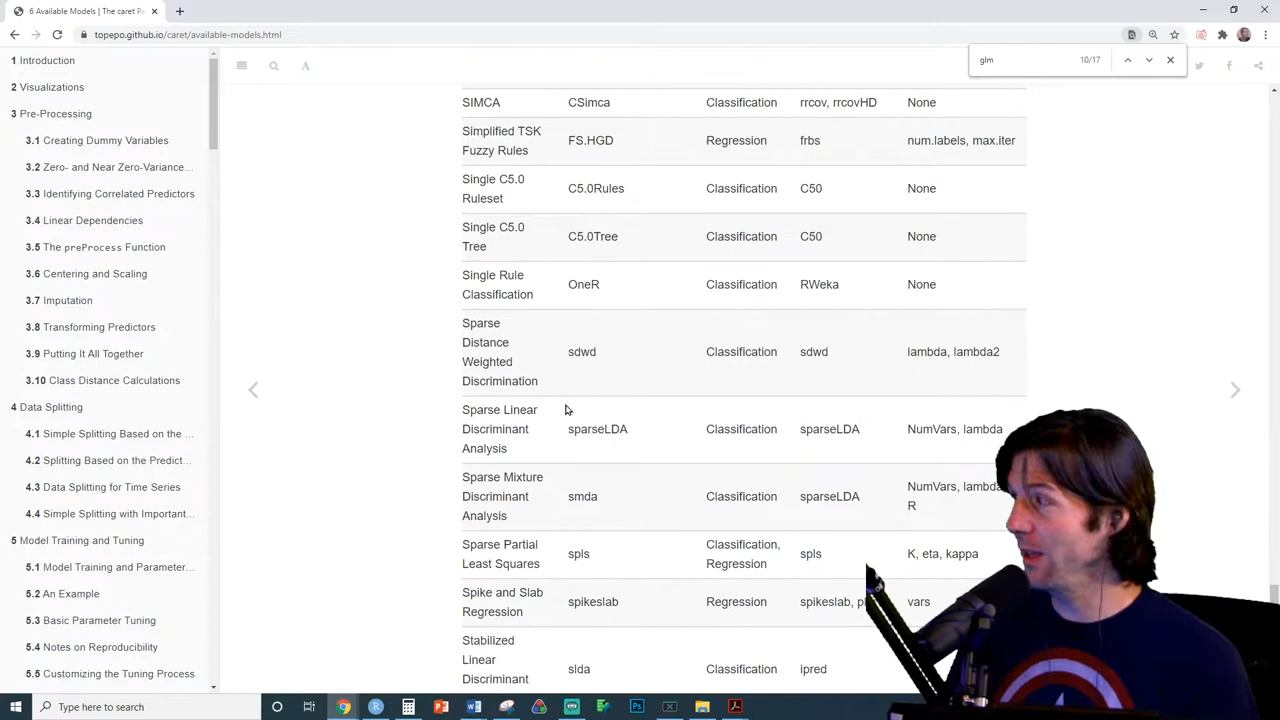 6 Available Models | The caret Pa
topepo.github.io/caret/available-models.html
glm
10/17
1 Introduction
2 Visualizations
3 Pre-Processing
3.1 Creating Dummy Variables
3.2 Zero- and Near Zero-Variance...
3.3 Identifying Correlated Predictors
3.4 Linear Dependencies
3.5 The preProcess Function
3.6 Centering and Scaling
3.7 Imputation
3.8 Transforming Predictors
3.9 Putting It All Together
3.10 Class Distance Calculations
4 Data Splitting
4.1 Simple Splitting Based on the ...
4.2 Splitting Based on the Predict...
4.3 Data Splitting for Time Series
4.4 Simple Splitting with Important...
5 Model Training and Tuning
5.1 Model Training and Parameter...
5.2 An Example
5.3 Basic Parameter Tuning
5.4 Notes on Reproducibility
5.5 Customizing the Tuning Process
A
SIMCA CSimca Classification rrcov, rrcovHD None
Simplified TSK
Fuzzy Rules FS.HGD Regression frbs num.labels, max.iter
Single C5.0
Ruleset C5.0Rules Classification C50 None
Single C5.0
Tree C5.0Tree Classification C50 None
Single Rule
Classification OneR Classification RWeka None
Sparse
Distance
Weighted
Discrimination sdwd Classification sdwd lambda, lambda2
Sparse Linear
Discriminant
Analysis sparseLDA Classification sparseLDA NumVars, lambda
Sparse Mixture
Discriminant
Analysis smda Classification sparseLDA NumVars, lambda
R
Sparse Partial
Least Squares spls Classification,
Regression spls K, eta, kappa
Spike and Slab
Regression spikeslab Regression spikeslab, vars
Stabilized
Linear
Discriminant slda Classification ipred
Type here to search